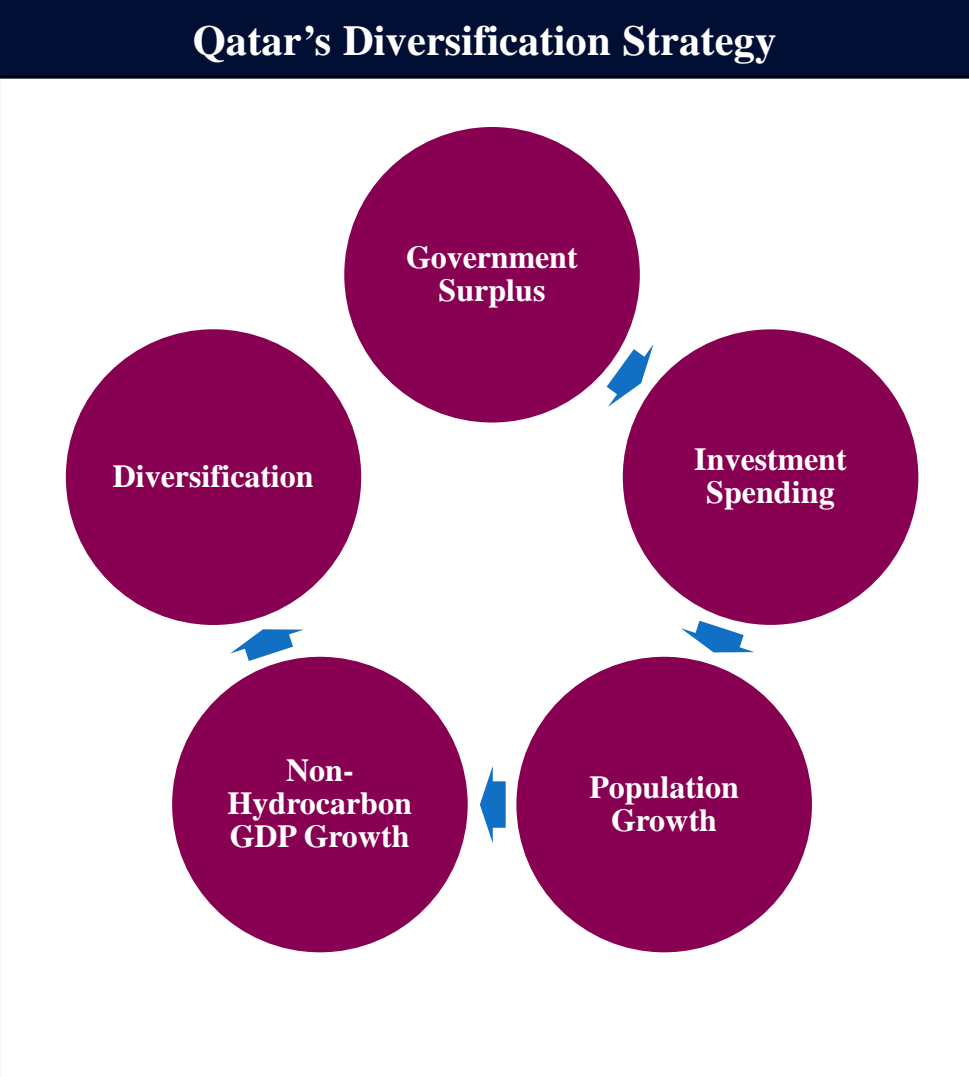 Qatar’s Diversification Strategy
Government
Surplus
Investment
Spending
Population
Growth
Non-
Hydrocarbon
GDP Growth
Diversification